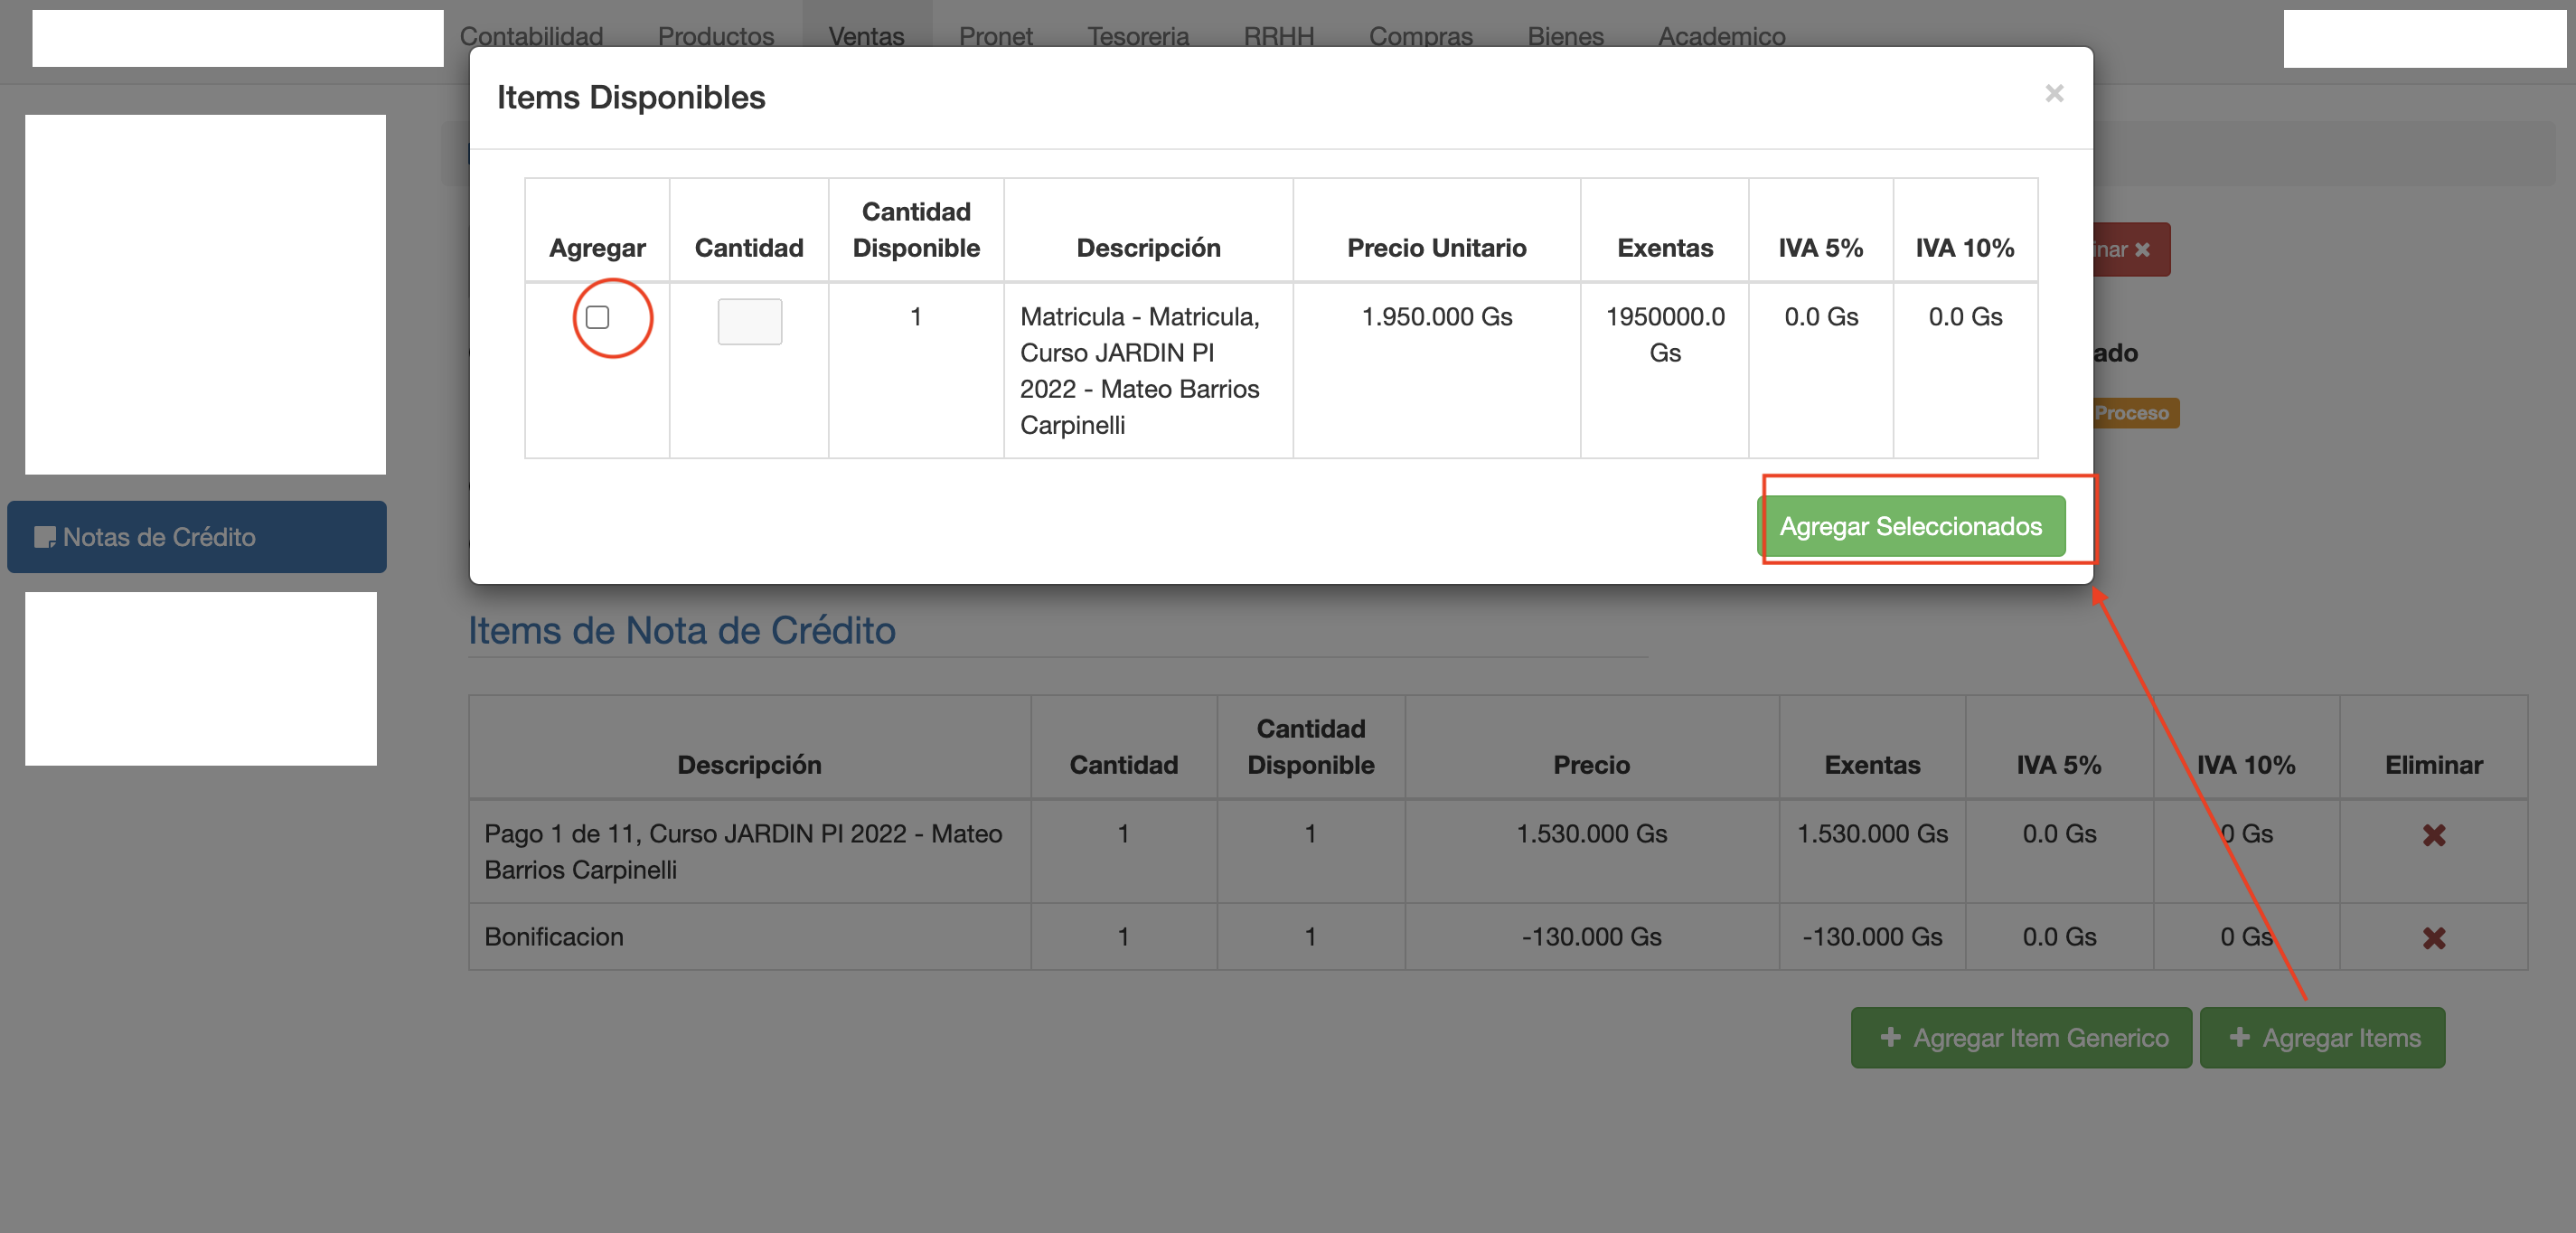 Contabilidad Productos Ventas Pronet Tesoreria RRHH Compras Bienes Academico
Items Disponibles
×
Agregar Cantidad Cantidad Disponible Descripción Precio Unitario Exentas IVA 5% IVA 10%
1 Matricula - Matricula, 1.950.000 Gs 1950000.0 0.0 Gs 0.0 Gs
Curso JARDIN PI Gs
2022 - Mateo Barrios
Carpinelli
Agregar Seleccionados
inar ×
ado
Proceso
Notas de Crédito
Items de Nota de Crédito
Descripción Cantidad Cantidad Disponible Precio Exentas IVA 5% IVA 10% Eliminar
Pago 1 de 11, Curso JARDIN PI 2022 - Mateo 1 1 1.530.000 Gs 1.530.000 Gs 0.0 Gs 0 Gs
Barrios Carpinelli
Bonificacion 1 1 -130.000 Gs -130.000 Gs 0.0 Gs 0 Gs
+ Agregar Item Generico + Agregar Items